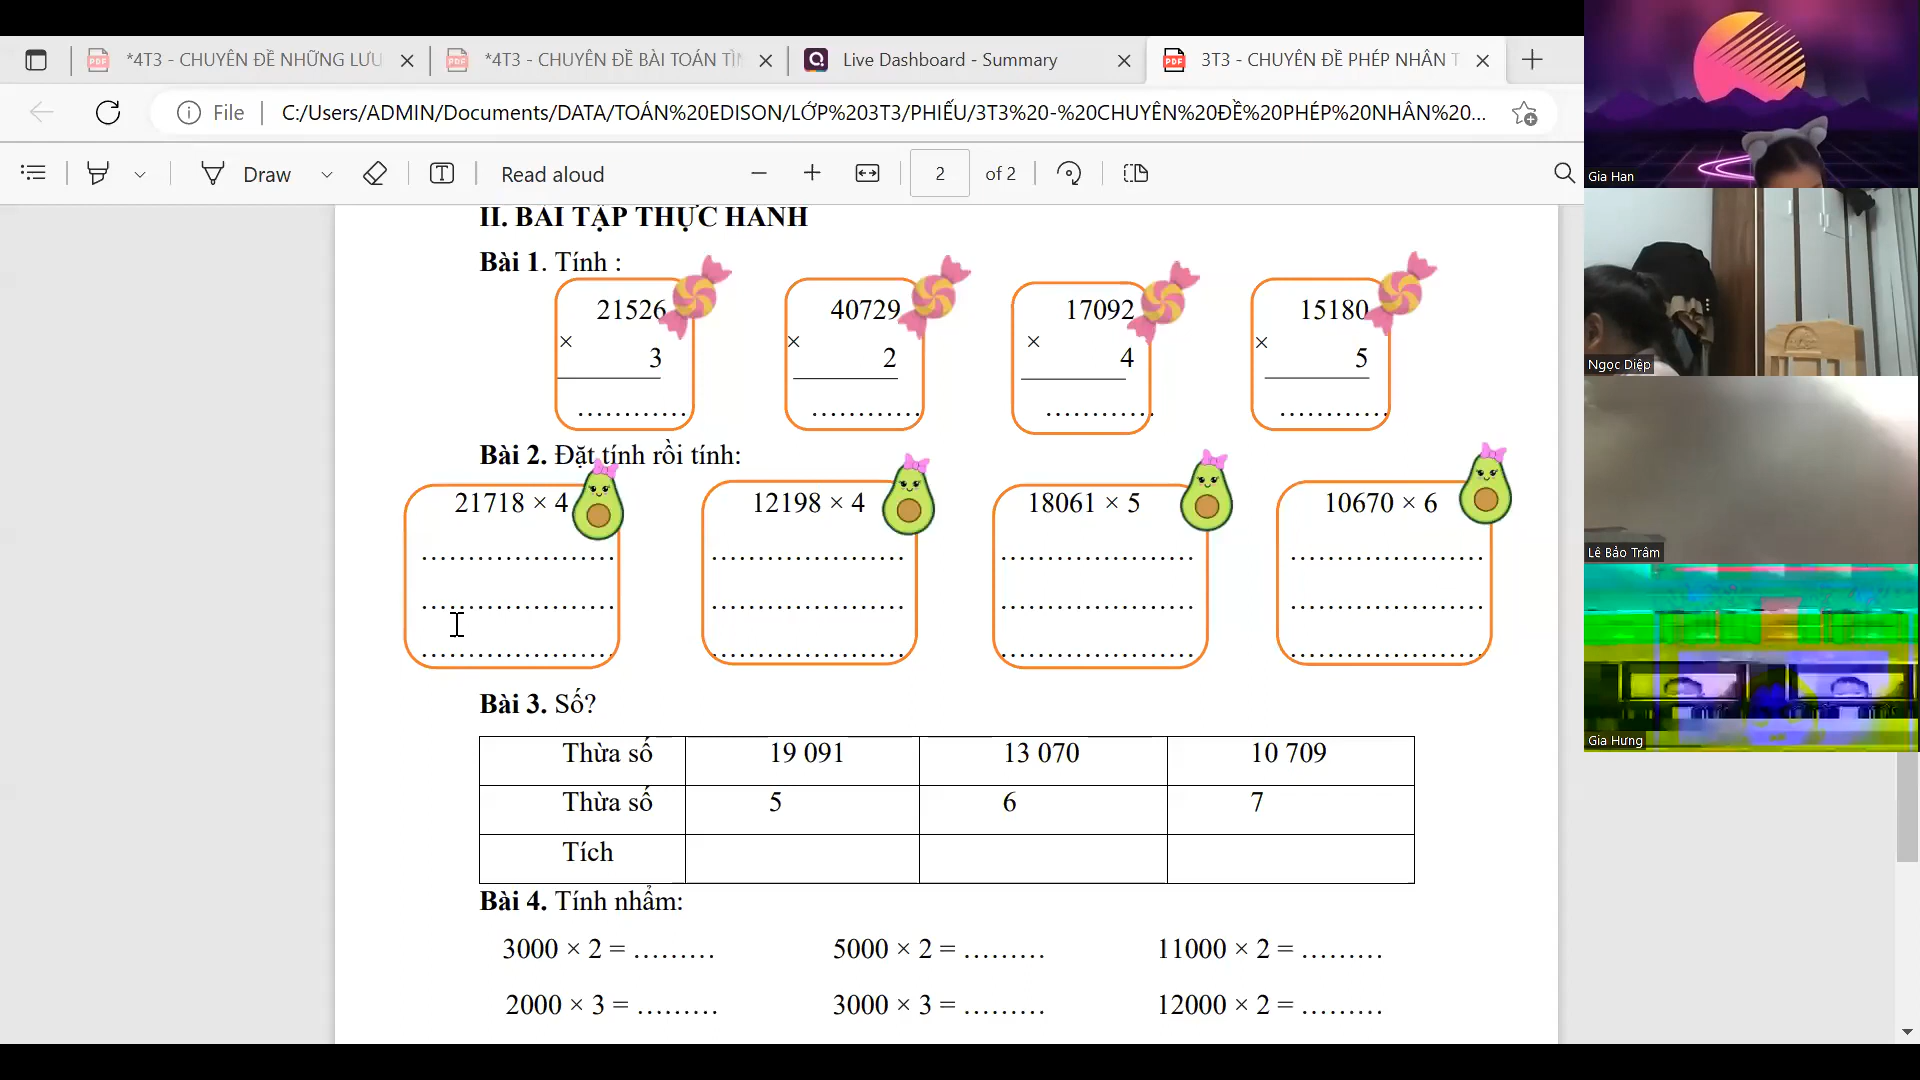 *4T3 - CHUYÊN ĐỀ NHỮNG LƯU
*4T3 - CHUYÊN ĐỀ BÀI TOÁN TÌN
Live Dashboard - Summary
3T3 - CHUYÊN ĐỀ PHÉP NHÂN T
File
C:/Users/ADMIN/Documents/DATA/TOÁN%20EDISON/LỚP%203T3/PHIẾU/3T3%20-%20CHUYÊN%20ĐỀ%20PHÉP%20NHÂN%20...
Draw
Read aloud
2 of 2
II. BÀI TẬP THỰC HÀNH
Bài 1. Tính :
21526 40729 17092 15180
× × × ×
3 2 4 5
............ ............ ............ ............
Bài 2. Đặt tính rồi tính:
21718 × 4 12198 × 4 18061 × 5 10670 × 6
..................... ..................... ..................... .....................
..................... ..................... ..................... .....................
..................... ..................... ..................... .....................
Bài 3. Số?
Thừa số 19 091 13 070 10 709
Thừa số 5 6 7
Tích
Bài 4. Tính nhẩm:
3000 × 2 = ......... 5000 × 2 = ......... 11000 × 2 = .........
2000 × 3 = ......... 3000 × 3 = ......... 12000 × 2 = .........
Gia Han
Ngọc Diệp
Lê Bảo Trâm
Gia Hưng